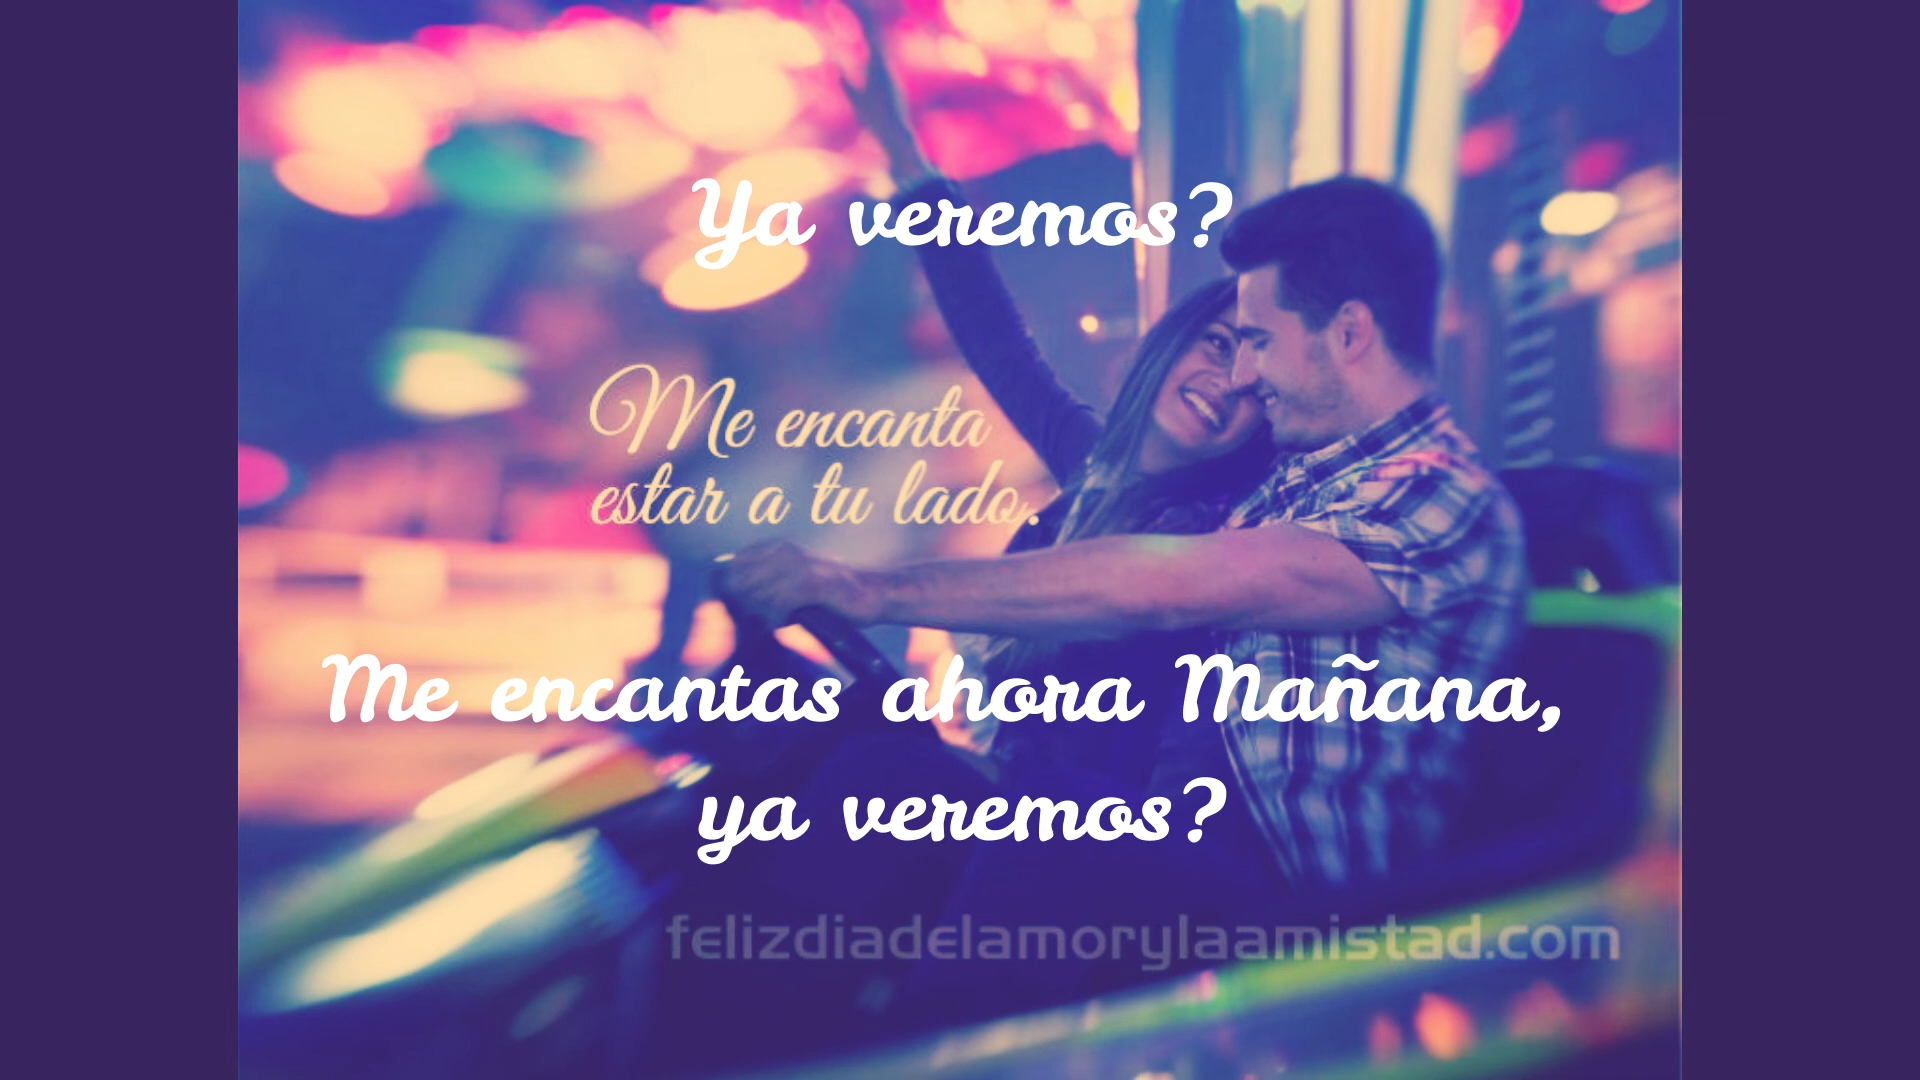 Ya veremos?
Me encanta
estar a tu lado.
Me encantas ahora Mañana,
ya veremos?
felizdiadelamorylaamistad.com